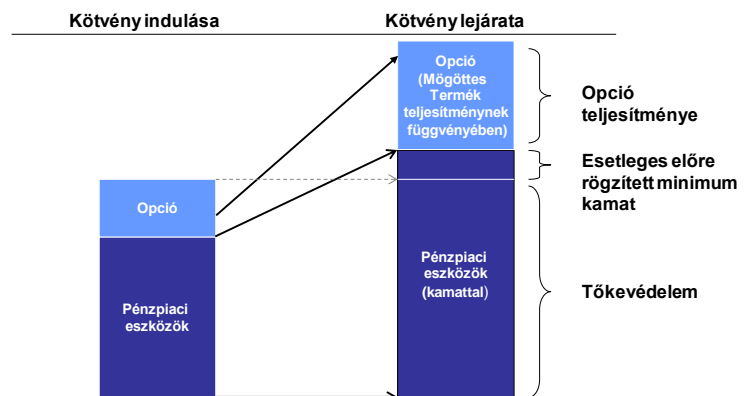 Kötvény indulása
Kötvény lejárata
Opció
(Mögöttes
Termék
teljesítménynek
függvényében)
Opció
teljesítménye
Esetleges előre
rögzített minimum
kamat
Opció
Pénzpiaci
eszközök
Pénzpiaci
eszközök
(kamattal)
Tőkevédelem